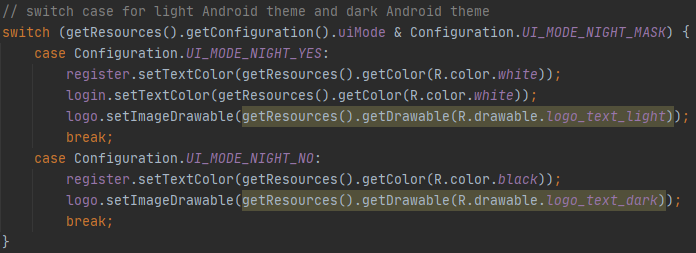 // switch case for light Android theme and dark Android theme
switch (getResources().getConfiguration().uiMode & Configuration.UI_MODE_NIGHT_MASK) {
    case Configuration.UI_MODE_NIGHT_YES:
        register.setTextColor(getResources().getColor(R.color.white));
        login.setTextColor(getResources().getColor(R.color.white));
        logo.setImageDrawable(getResources().getDrawable(R.drawable.logo_text_light));
        break;
    case Configuration.UI_MODE_NIGHT_NO:
        register.setTextColor(getResources().getColor(R.color.black));
        logo.setImageDrawable(getResources().getDrawable(R.drawable.logo_text_dark));
        break;
}